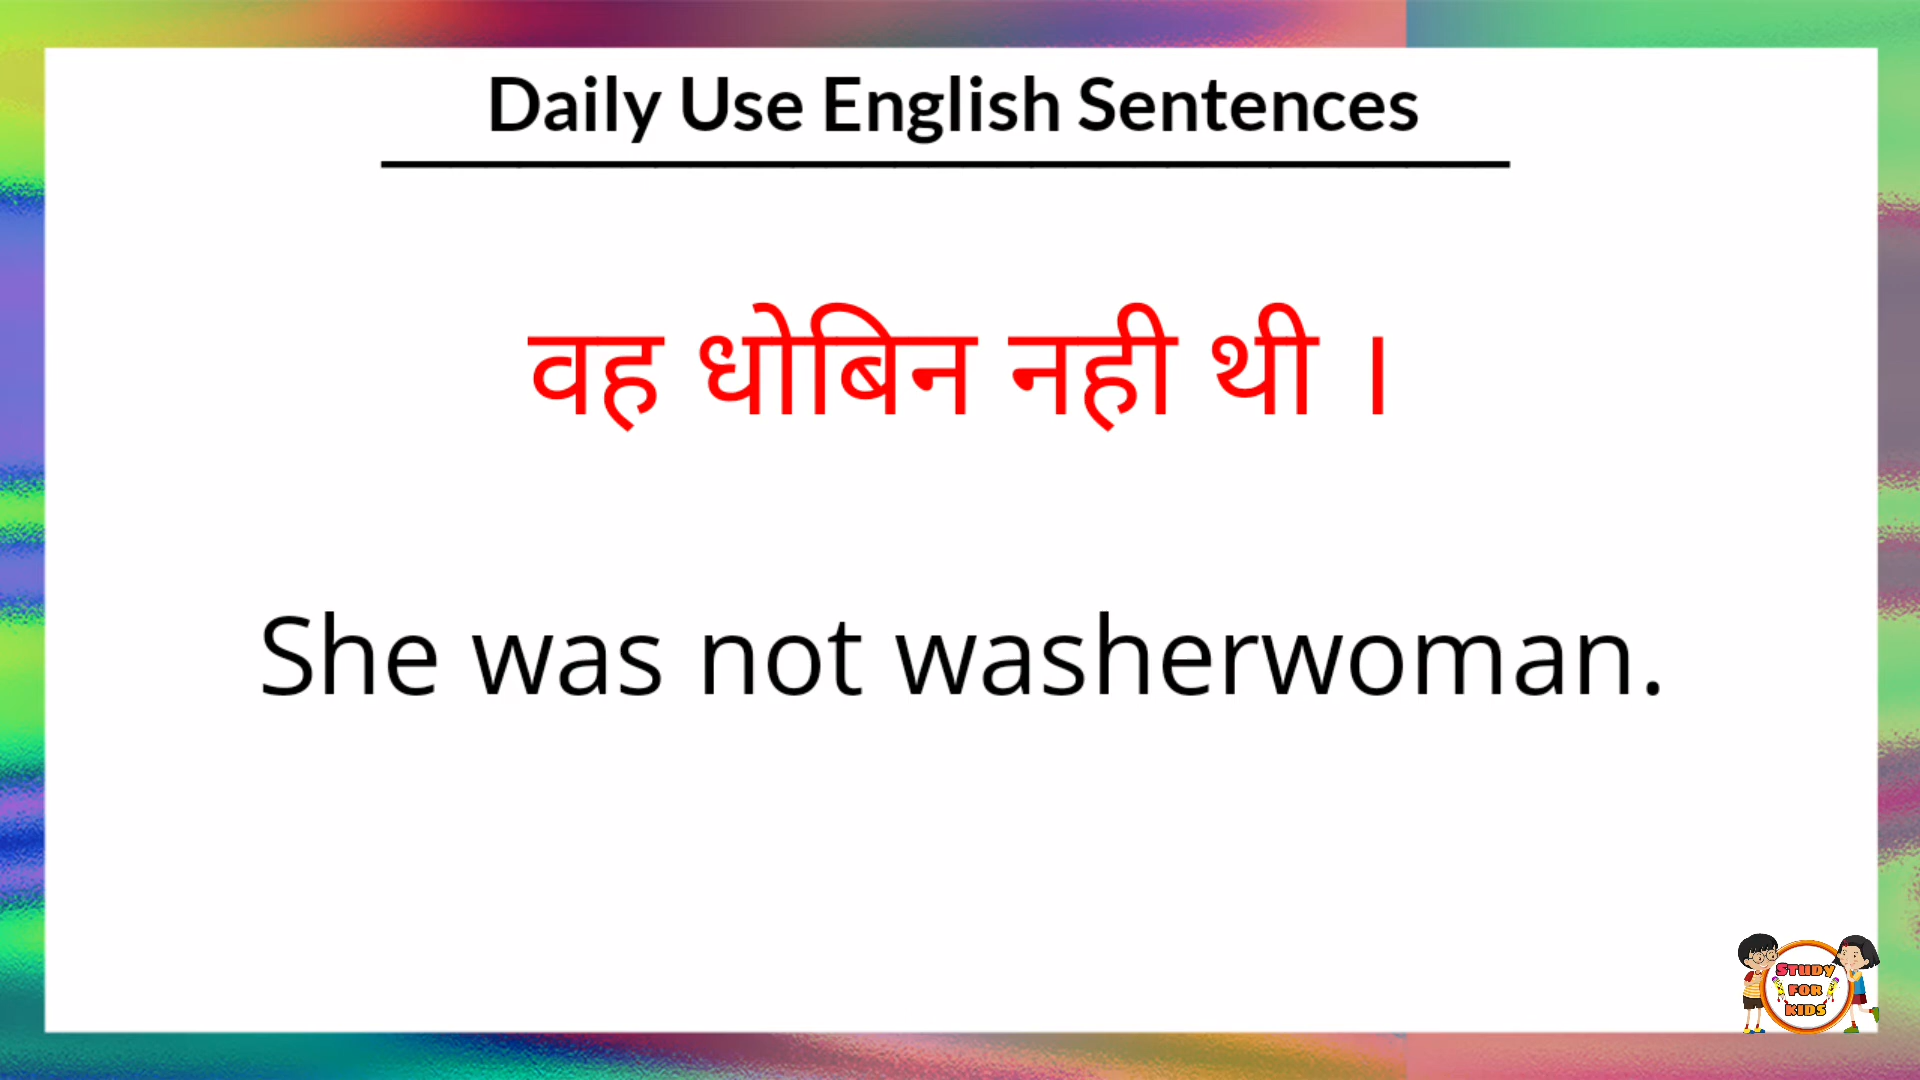 Daily Use English Sentences
वह धोबिन नही थी ।
She was not washerwoman.
STUDY
FOR
KIDS